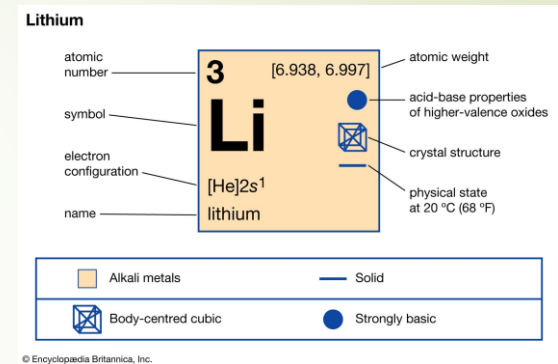 Lithium
atomic
number
3
[6.938, 6.997]
atomic weight
symbol
Li
acid-base properties
of higher-valence oxides
crystal structure
electron
configuration
[He]2s¹
physical state
at 20 ºC (68 ºF)
name
lithium
Alkali metals
Solid
Body-centred cubic
Strongly basic
© Encyclopædia Britannica, Inc.